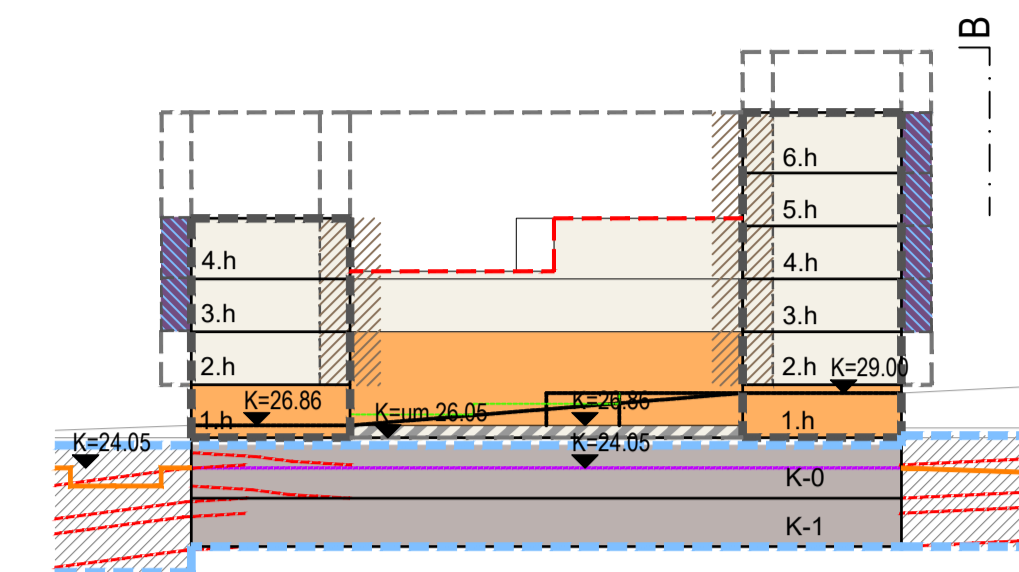 B
6.h
5.h
4.h
4.h
3.h
3.h
2.h
2.h
K=29.00
K=26.86
K=um 26.05
K=26.86
1.h
1.h
K=24.05
K=24.05
K-0
K-1